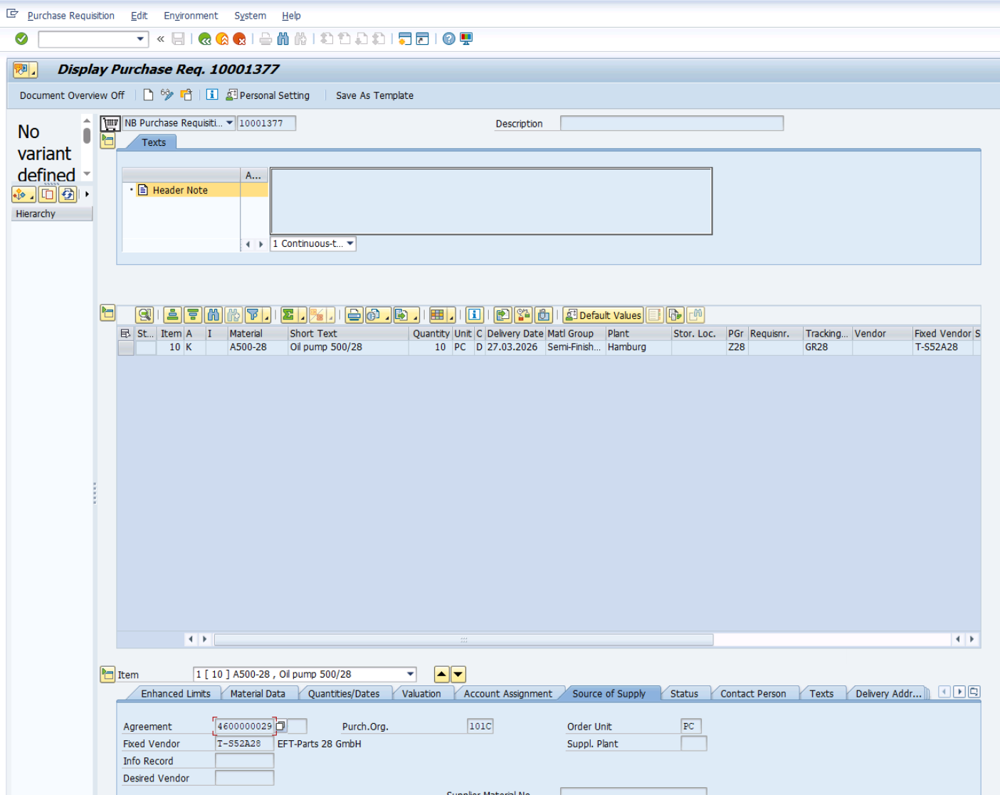 Purchase Requisition Edit Environment System Help
Display Purchase Req. 10001377
Document Overview Off Personal Setting Save As Template
No variant defined
Hierarchy
NB Purchase Requisiti... 10001377 Description
Texts
A...
Header Note
1 Continuous-t...
Default Values
St... Item A I Material Short Text Quantity Unit C Delivery Date Matl Group Plant Stor. Loc. PGr Requisnr. Tracking... Vendor Fixed Vendor S
10 K A500-28 Oil pump 500/28 10 PC D 27.03.2026 Semi-Finish... Hamburg Z28 GR28 T-S52A28
Item 1 [ 10 ] A500-28 , Oil pump 500/28
Enhanced Limits Material Data Quantities/Dates Valuation Account Assignment Source of Supply Status Contact Person Texts Delivery Addr...
Agreement 4600000029 Purch.Org. 101C Order Unit PC
Fixed Vendor T-S52A28 EFT-Parts 28 GmbH Suppl. Plant
Info Record
Desired Vendor
Supplier Material No